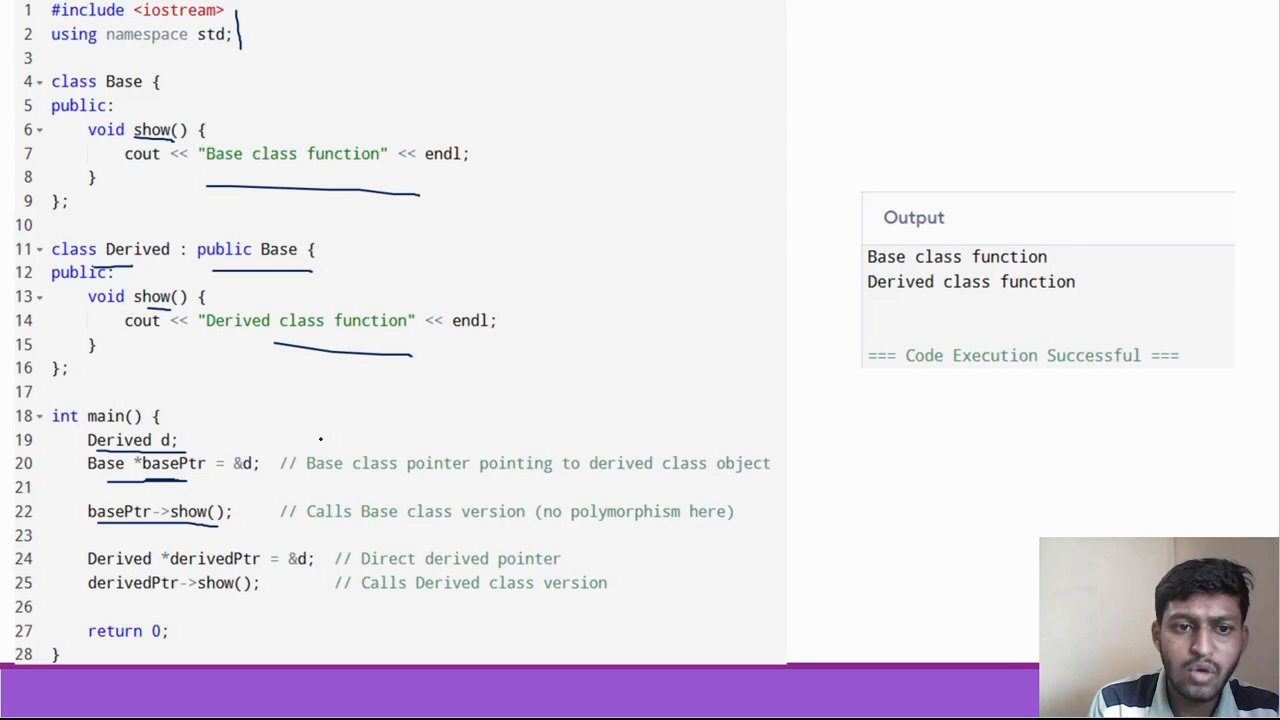 1 #include <iostream>
2 using namespace std;
3
4 class Base {
5 public:
6 void show() {
7 cout << "Base class function" << endl;
8 }
9 };
10
11 class Derived : public Base {
12 public:
13 void show() {
14 cout << "Derived class function" << endl;
15 }
16 };
17
18 int main() {
19 Derived d;
20 Base *basePtr = &d; // Base class pointer pointing to derived class object
21
22 basePtr->show(); // Calls Base class version (no polymorphism here)
23
24 Derived *derivedPtr = &d; // Direct derived pointer
25 derivedPtr->show(); // Calls Derived class version
26
27 return 0;
28 }
Output
Base class function
Derived class function
=== Code Execution Successful ===